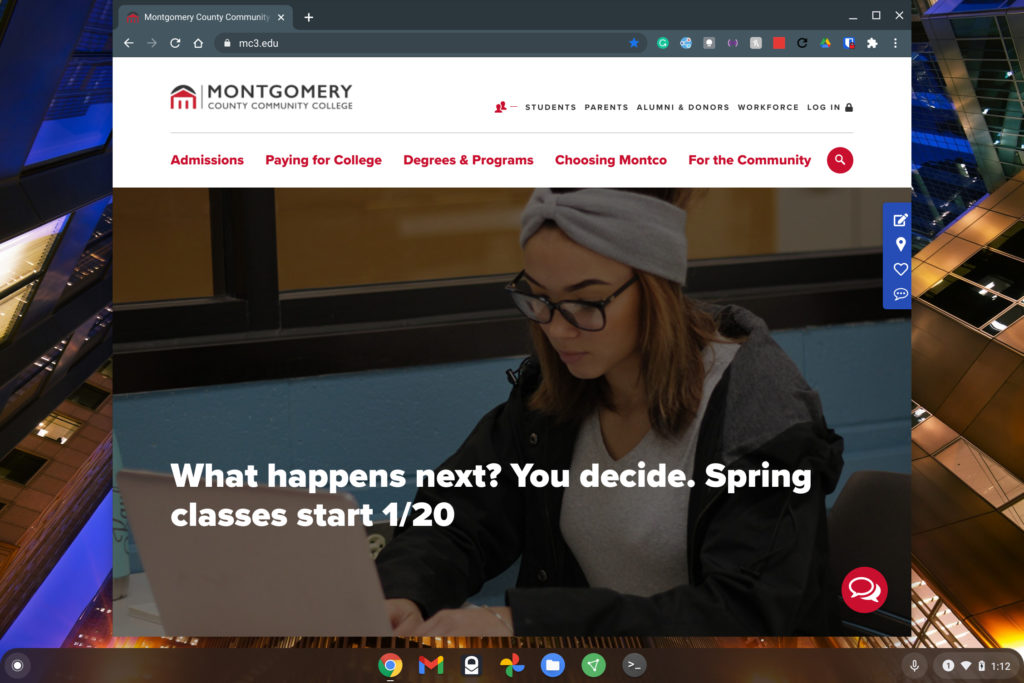 Montgomery County Community
mc3.edu
MONTGOMERY
COUNTY COMMUNITY COLLEGE
STUDENTS PARENTS ALUMNI & DONORS WORKFORCE LOG IN
Admissions Paying for College Degrees & Programs Choosing Montco For the Community
What happens next? You decide. Spring
classes start 1/20
>_
1 1:12